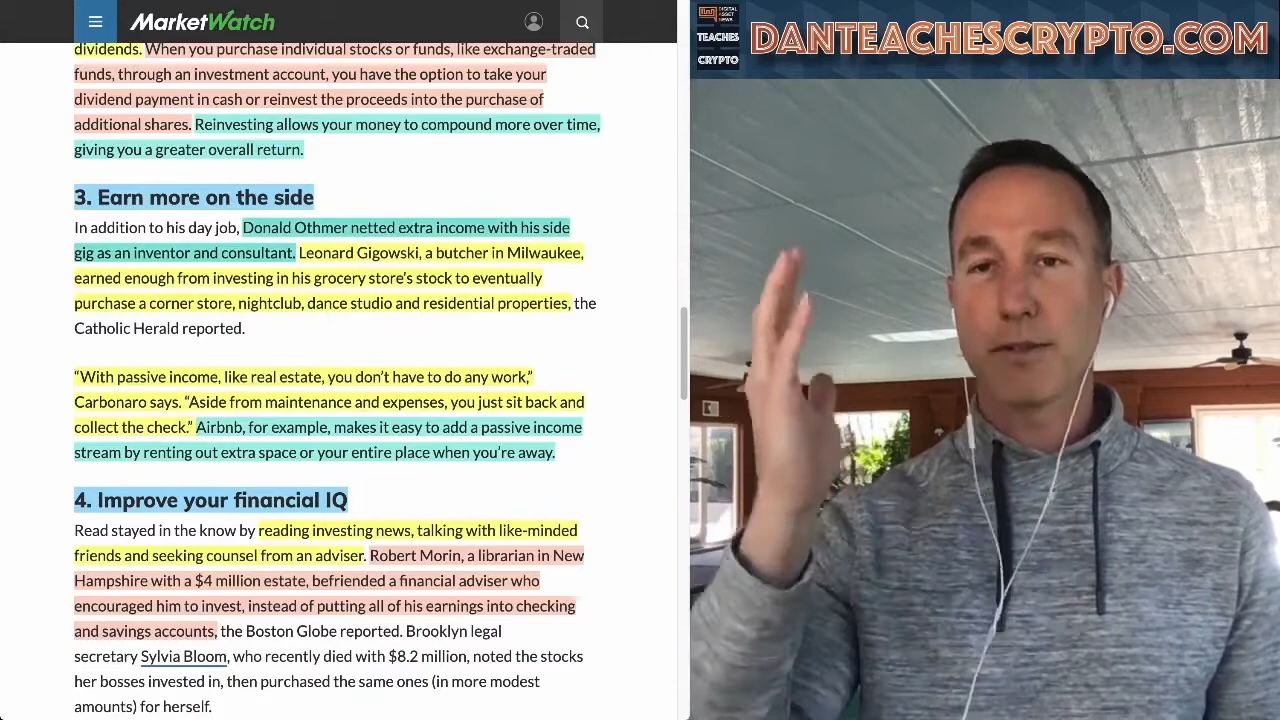 MarketWatch
dividends. When you purchase individual stocks or funds, like exchange-traded
funds, through an investment account, you have the option to take your
dividend payment in cash or reinvest the proceeds into the purchase of
additional shares. Reinvesting allows your money to compound more over time,
giving you a greater overall return.
3. Earn more on the side
In addition to his day job, Donald Othmer netted extra income with his side
gig as an inventor and consultant. Leonard Gigowski, a butcher in Milwaukee,
earned enough from investing in his grocery store’s stock to eventually
purchase a corner store, nightclub, dance studio and residential properties, the
Catholic Herald reported.
“With passive income, like real estate, you don’t have to do any work,”
Carbonaro says. “Aside from maintenance and expenses, you just sit back and
collect the check.” Airbnb, for example, makes it easy to add a passive income
stream by renting out extra space or your entire place when you’re away.
4. Improve your financial IQ
Read stayed in the know by reading investing news, talking with like-minded
friends and seeking counsel from an adviser. Robert Morin, a librarian in New
Hampshire with a $4 million estate, befriended a financial adviser who
encouraged him to invest, instead of putting all of his earnings into checking
and savings accounts, the Boston Globe reported. Brooklyn legal
secretary Sylvia Bloom, who recently died with $8.2 million, noted the stocks
her bosses invested in, then purchased the same ones (in more modest
amounts) for herself.
DIGITAL
ASSET
NEWS
TEACHES
CRYPTO
DANTEACHESCRYPTO.COM